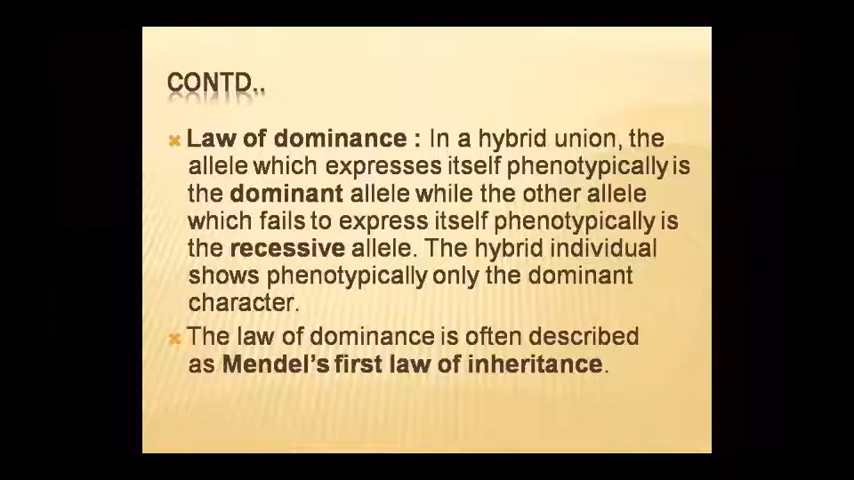 CONTD..
Law of dominance : In a hybrid union, the
allele which expresses itself phenotypically is
the dominant allele while the other allele
which fails to express itself phenotypically is
the recessive allele. The hybrid individual
shows phenotypically only the dominant
character.
The law of dominance is often described
as Mendel's first law of inheritance.